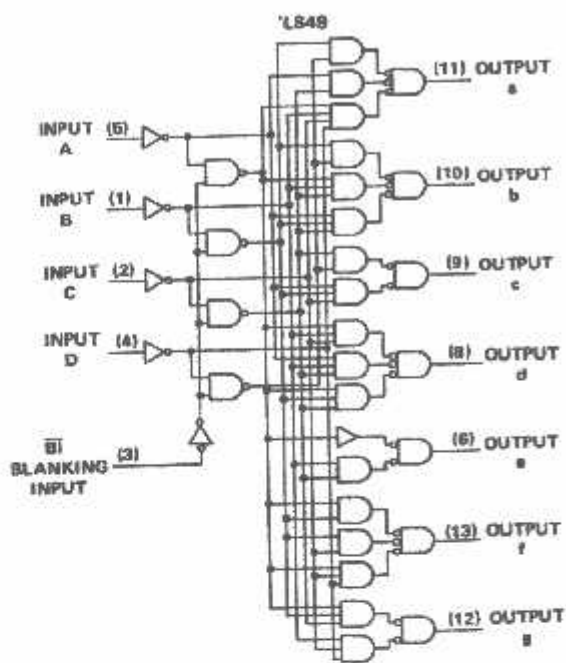 'LS49
(11) OUTPUT
a
INPUT (5)
A
(10) OUTPUT
b
INPUT (1)
B
(9) OUTPUT
c
INPUT (2)
C
INPUT (4)
D
(8) OUTPUT
d
BI
BLANKING (3)
INPUT
(6) OUTPUT
e
(13) OUTPUT
f
(12) OUTPUT
g